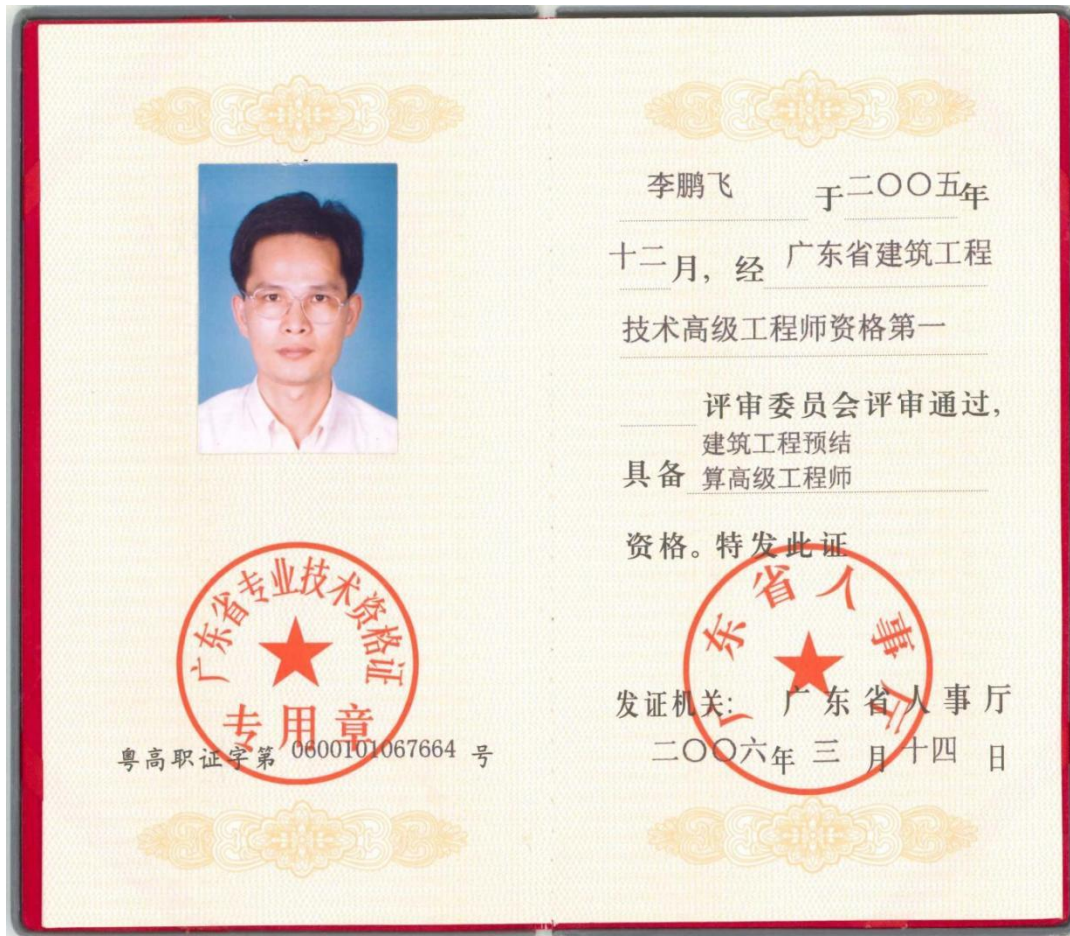 广东省专业技术资格证
专用章
粤高职证字第 0600101067664 号
李鹏飞 于二〇〇五年
十二月，经 广东省建筑工程
技术高级工程师资格第一
评审委员会评审通过，
具备 建筑工程预结
算高级工程师
资格。特发此证
广东省人事厅
发证机关： 广东省人事厅
二〇〇六年 三 月 十四 日